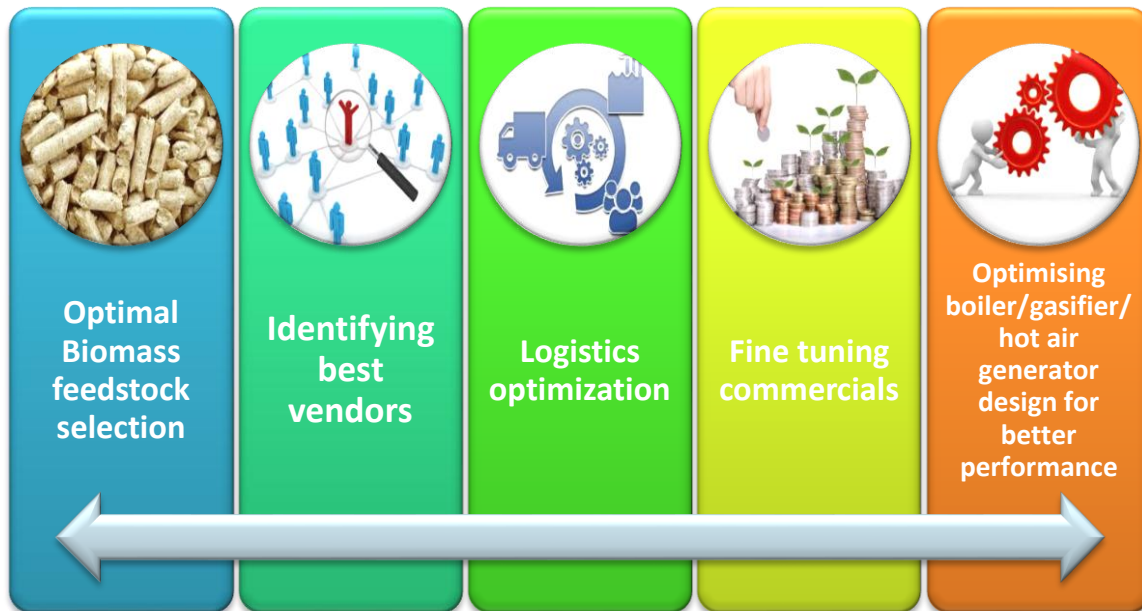 Optimal
Biomass
feedstock
selection
Identifying
best
vendors
Logistics
optimization
Fine tuning
commercials
Optimising
boiler/gasifier/
hot air
generator
design for
better
performance